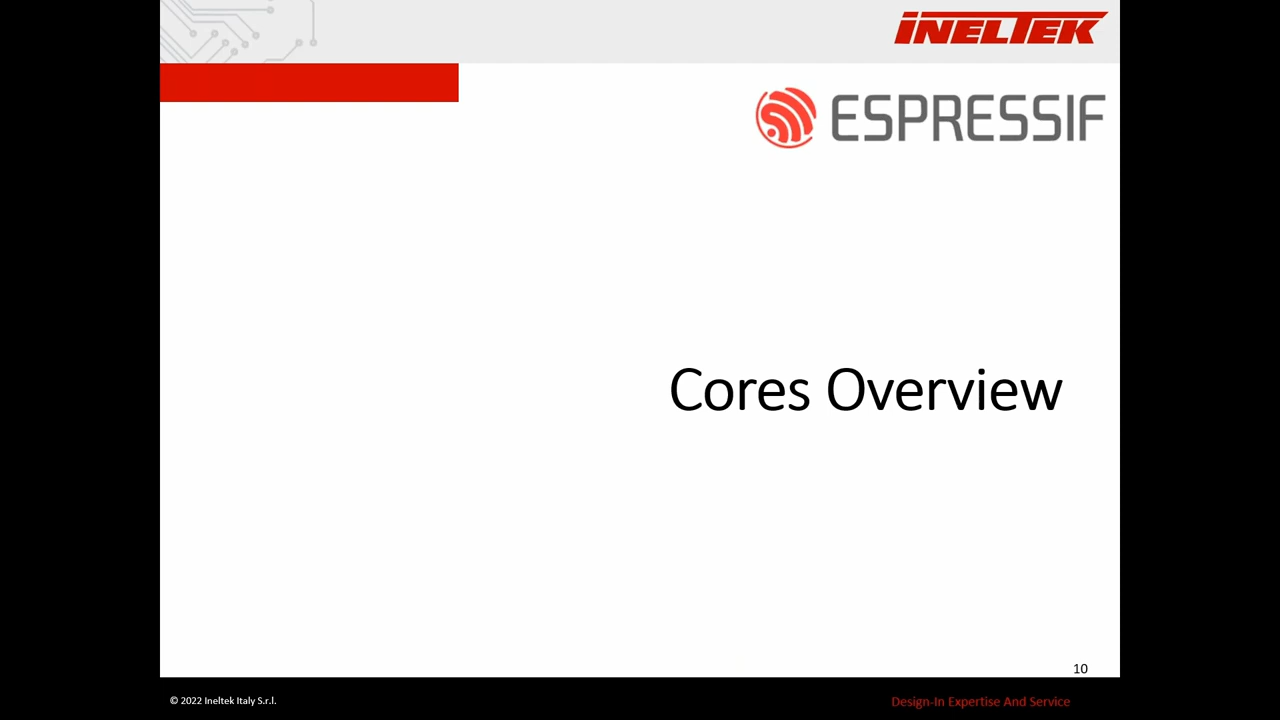 INELTEK
ESPRESSIF
Cores Overview
10
© 2022 Ineltek Italy S.r.l.
Design-In Expertise And Service